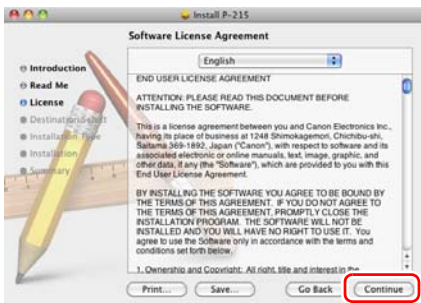 Install P-215
Software License Agreement
English
Introduction
Read Me
License
Destination Select
Installation Type
Installation
Summary
END USER LICENSE AGREEMENT
ATTENTION: PLEASE READ THIS DOCUMENT BEFORE
INSTALLING THE SOFTWARE.
This is a license agreement between you and Canon Electronics Inc.,
having its place of business at 1248 Shimokagemori, Chichibu-shi,
Saitama 369-1892, Japan ("Canon"), with respect to software and its
associated electronic or online manuals, text, image, graphic, and
other data, if any (the "Software"), which are provided to you with this
End User License Agreement.
BY INSTALLING THE SOFTWARE YOU AGREE TO BE BOUND BY
THE TERMS OF THIS AGREEMENT. IF YOU DO NOT AGREE TO
THE TERMS OF THIS AGREEMENT, PROMPTLY CLOSE THE
INSTALLATION PROGRAM. THE SOFTWARE WILL NOT BE
INSTALLED AND YOU WILL HAVE NO RIGHT TO USE IT. You
agree to use the Software only in accordance with the terms and
conditions set forth below.
1. Ownership and Copyright: All right, title and interest in the
Print...
Save...
Go Back
Continue